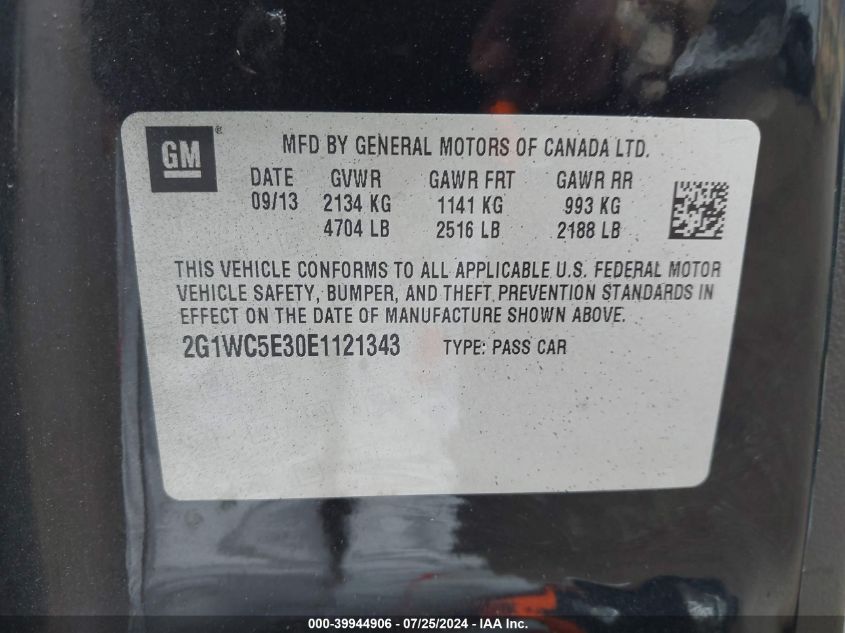 GM®
MFD BY GENERAL MOTORS OF CANADA LTD.
DATE GVWR GAWR FRT GAWR RR
09/13 2134 KG 1141 KG 993 KG
4704 LB 2516 LB 2188 LB
THIS VEHICLE CONFORMS TO ALL APPLICABLE U.S. FEDERAL MOTOR
VEHICLE SAFETY, BUMPER, AND THEFT PREVENTION STANDARDS IN
EFFECT ON THE DATE OF MANUFACTURE SHOWN ABOVE.
2G1WC5E30E1121343 TYPE: PASS CAR
000-39944906 - 07/25/2024 - IAA Inc.